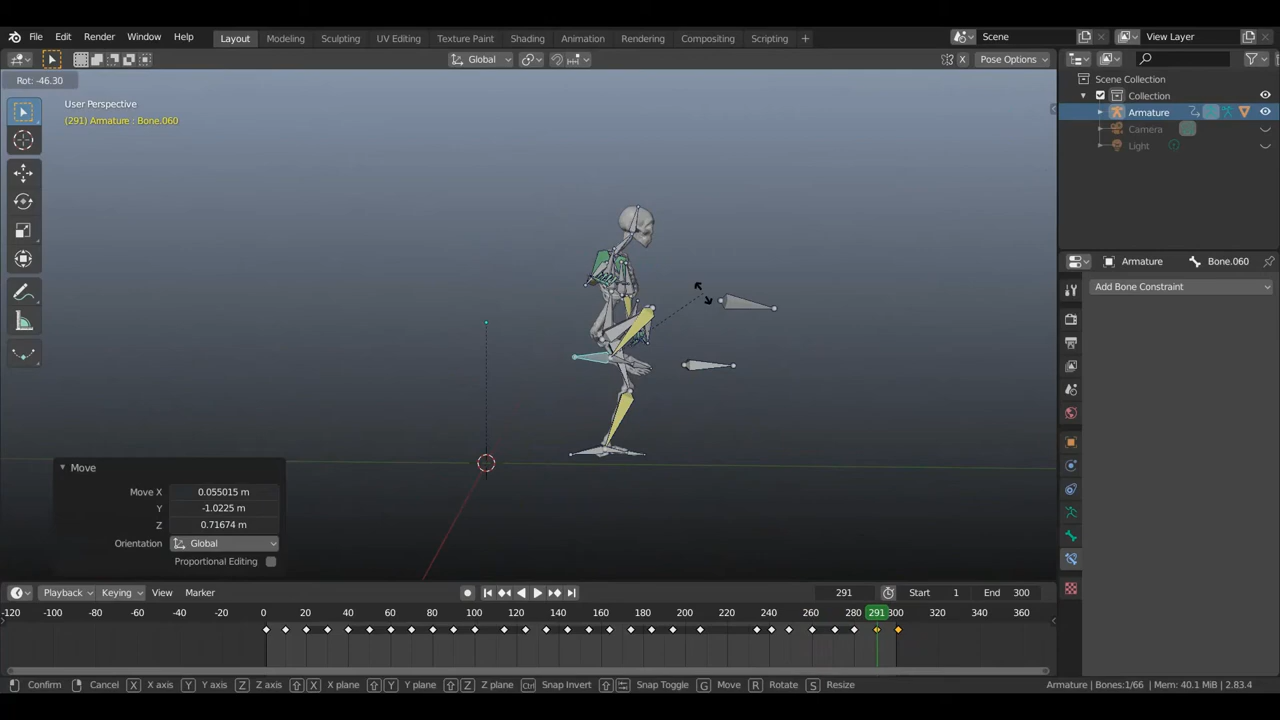 File Edit Render Window Help Layout Modeling Sculpting UV Editing Texture Paint Shading Animation Rendering Compositing Scripting + Scene View Layer
Global X Pose Options
Rot: -46.30
Scene Collection
Collection
Armature
Camera
Light
User Perspective
(291) Armature : Bone.060
Armature Bone.060
Add Bone Constraint
Move
Move X 0.055015 m
Y -1.0225 m
Z 0.71674 m
Orientation Global
Proportional Editing
Playback Keying View Marker 291 Start 1 End 300
-120 -100 -80 -60 -40 -20 0 20 40 60 80 100 120 140 160 180 200 220 240 260 280 291 300 320 340 360
Confirm Cancel X X axis Y Y axis Z Z axis X X plane Y Y plane Z Z plane Ctrl Snap Invert Snap Toggle G Move R Rotate S Resize Armature | Bones:1/66 | Mem: 40.1 MiB | 2.83.4